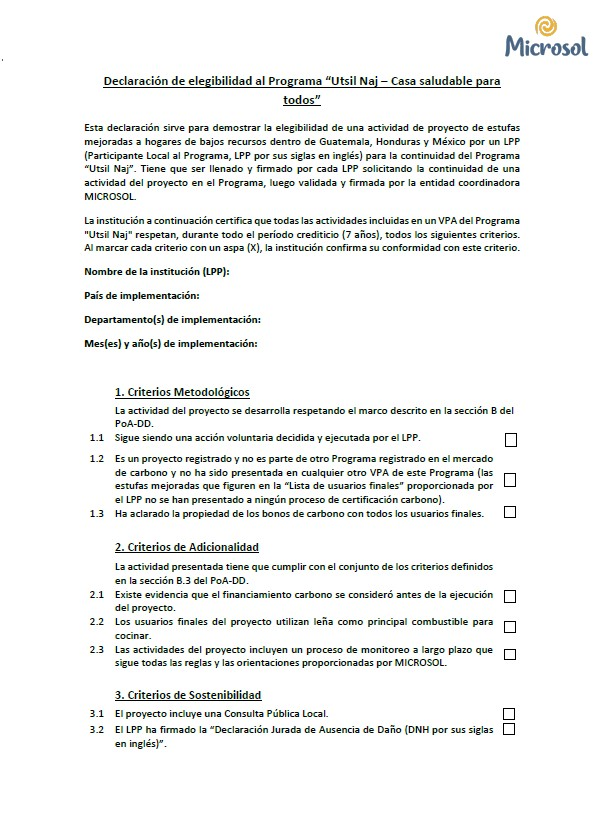 Microsol
Declaración de elegibilidad al Programa “Utsil Naj – Casa saludable para
todos”
Esta declaración sirve para demostrar la elegibilidad de una actividad de proyecto de estufas
mejoradas a hogares de bajos recursos dentro de Guatemala, Honduras y México por un LPP
(Participante Local al Programa, LPP por sus siglas en inglés) para la continuidad del Programa
“Utsil Naj”. Tiene que ser llenado y firmado por cada LPP solicitando la continuidad de una
actividad del proyecto en el Programa, luego validada y firmada por la entidad coordinadora
MICROSOL.
La institución a continuación certifica que todas las actividades incluidas en un VPA del Programa
"Utsil Naj" respetan, durante todo el período crediticio (7 años), todos los siguientes criterios.
Al marcar cada criterio con un aspa (X), la institución confirma su conformidad con este criterio.
Nombre de la institución (LPP):
País de implementación:
Departamento(s) de implementación:
Mes(es) y año(s) de implementación:
1. Criterios Metodológicos
La actividad del proyecto se desarrolla respetando el marco descrito en la sección B del
PoA-DD.
1.1 Sigue siendo una acción voluntaria decidida y ejecutada por el LPP.
1.2 Es un proyecto registrado y no es parte de otro Programa registrado en el mercado
de carbono y no ha sido presentada en cualquier otro VPA de este Programa (las
estufas mejoradas que figuren en la “Lista de usuarios finales” proporcionada por
el LPP no se han presentado a ningún proceso de certificación carbono).
1.3 Ha aclarado la propiedad de los bonos de carbono con todos los usuarios finales.
2. Criterios de Adicionalidad
La actividad presentada tiene que cumplir con el conjunto de los criterios definidos
en la sección B.3 del PoA-DD.
2.1 Existe evidencia que el financiamiento carbono se consideró antes de la ejecución
del proyecto.
2.2 Los usuarios finales del proyecto utilizan leña como principal combustible para
cocinar.
2.3 Las actividades del proyecto incluyen un proceso de monitoreo a largo plazo que
sigue todas las reglas y las orientaciones proporcionadas por MICROSOL.
3. Criterios de Sostenibilidad
3.1 El proyecto incluye una Consulta Pública Local.
3.2 El LPP ha firmado la “Declaración Jurada de Ausencia de Daño (DNH por sus siglas
en inglés)”.